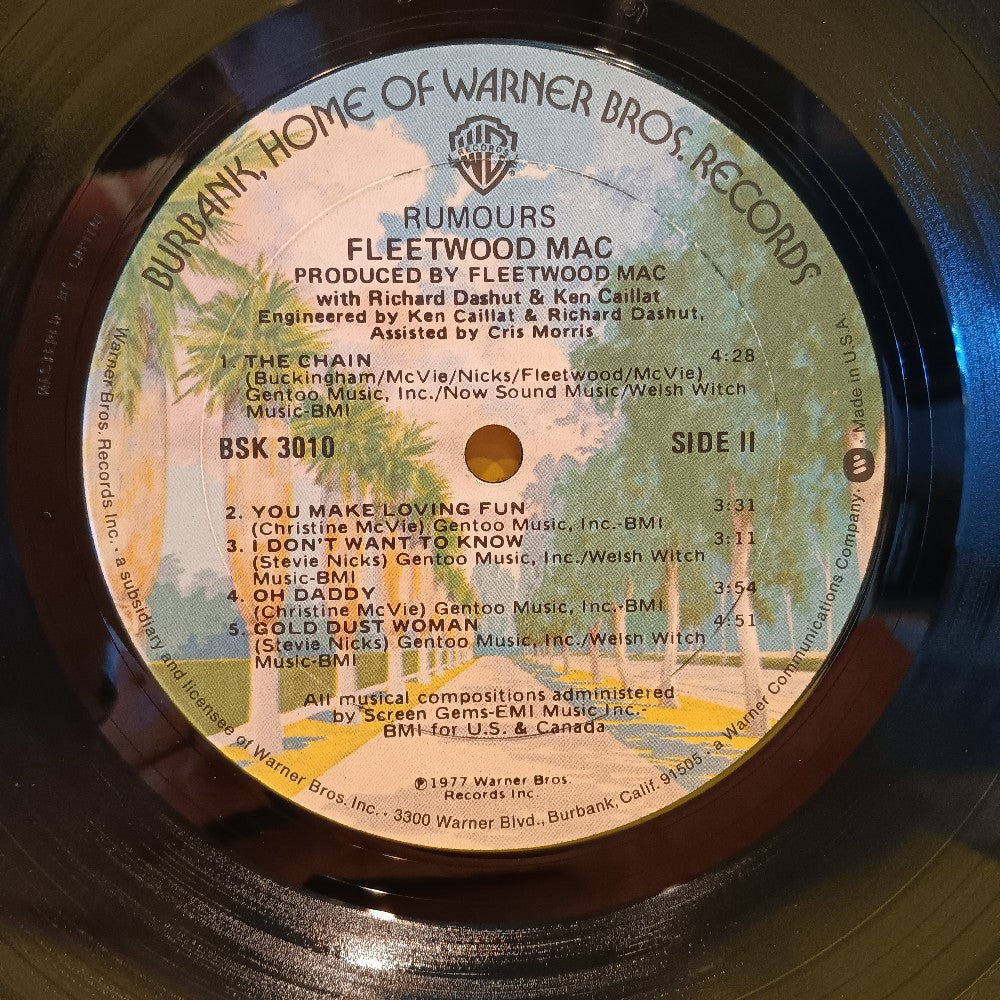 BURBANK, HOME OF WARNER BROS. RECORDS
W RECORDS
RUMOURS
FLEETWOOD MAC
PRODUCED BY FLEETWOOD MAC
with Richard Dashut & Ken Caillat
Engineered by Ken Caillat & Richard Dashut,
Assisted by Cris Morris
1. THE CHAIN 4:28
(Buckingham/McVie/Nicks/Fleetwood/McVie)
Gentoo Music, Inc./Now Sound Music/Welsh Witch
Music-BMI
BSK 3010 SIDE II
2. YOU MAKE LOVING FUN 3:31
(Christine McVie) Gentoo Music, Inc.-BMI
3. I DON'T WANT TO KNOW 3:11
(Stevie Nicks) Gentoo Music, Inc./Welsh Witch
Music-BMI
4. OH DADDY 3:54
(Christine McVie) Gentoo Music, Inc.-BMI
5. GOLD DUST WOMAN 4:51
(Stevie Nicks) Gentoo Music, Inc./Welsh Witch
Music-BMI
All musical compositions administered
by Screen Gems-EMI Music Inc.-
BMI for U.S. & Canada
℗1977 Warner Bros.
Records Inc.
Warner Bros. Records Inc. · a subsidiary and licensee of Warner Bros. Inc. · 3300 Warner Blvd., Burbank, Calif. 91505 · a Warner Communications Company. · Made in U.S.A.